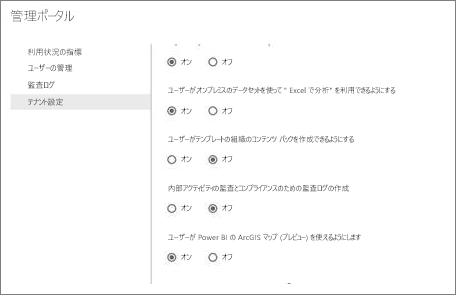 管理ポータル
利用状況の指標
ユーザーの管理
監査ログ
テナント設定
オン オフ
ユーザーがオンプレミスのデータセットを使って " Excel で分析" を利用できるようにする
オン オフ
ユーザーがテンプレートの組織のコンテンツ パックを作成できるようにする
オン オフ
内部アクティビティの監査とコンプライアンスのための監査ログの作成
オン オフ
ユーザーが Power BI の ArcGIS マップ (プレビュー) を使えるようにします
オン オフ